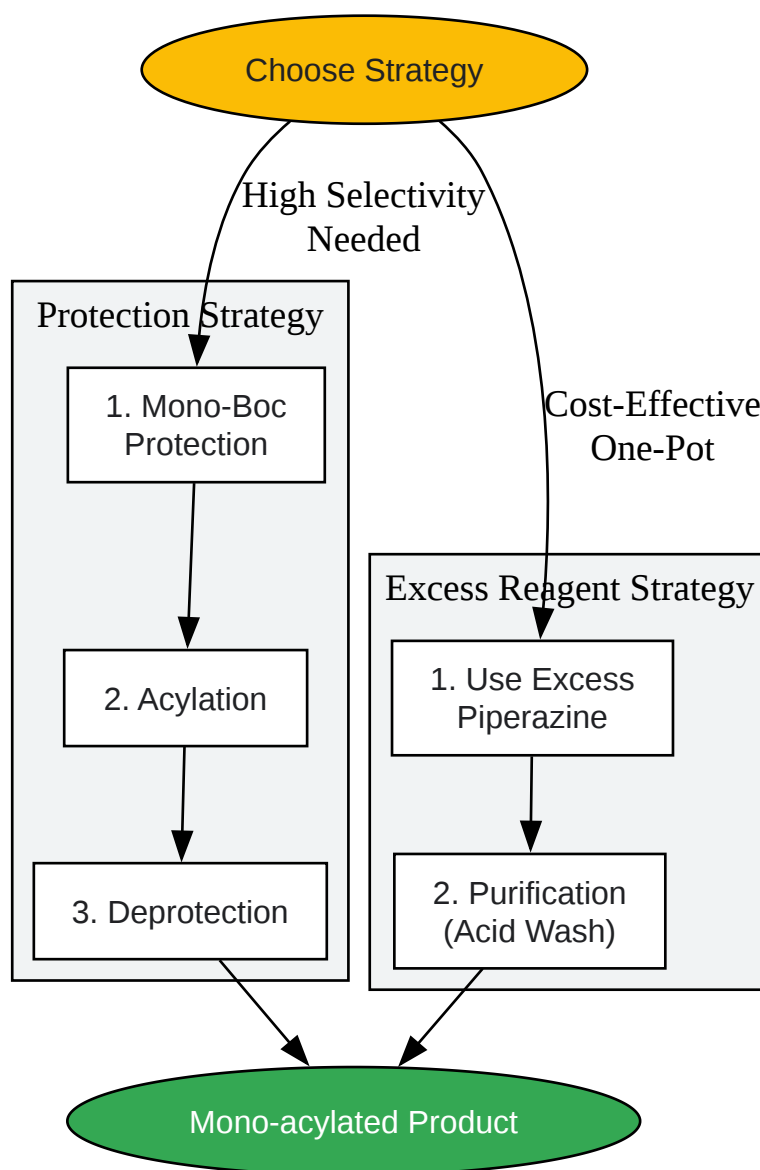 Choose Strategy
High Selectivity
Needed
Protection Strategy
1. Mono-Boc
Protection
2. Acylation
3. Deprotection
Cost-Effective
One-Pot
Excess Reagent Strategy
1. Use Excess
Piperazine
2. Purification
(Acid Wash)
Mono-acylated Product